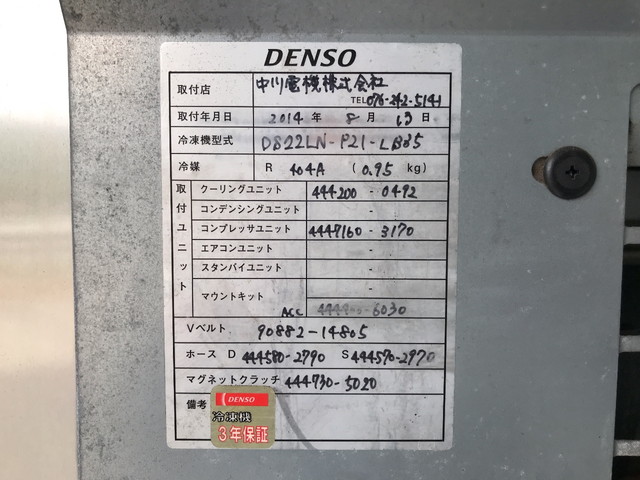 DENSO
取付店 中川電機株式会社
TEL 076-242-5141
取付年月日 2014 年 8 月 13 日
冷凍機型式 DS22LN-P21-LB85
冷媒 R 404A (0.95 kg)
取付ユニット
クーリングユニット 444200-0492
コンデンシングユニット -
コンプレッサユニット 4447160-3170
エアコンユニット -
スタンバイユニット -
マウントキット
ACC -6030
Vベルト 90882-14805
ホース D 444580-2790 S 444570-2970
マグネットクラッチ 444730-5020
備考
DENSO
冷凍機
3年保証